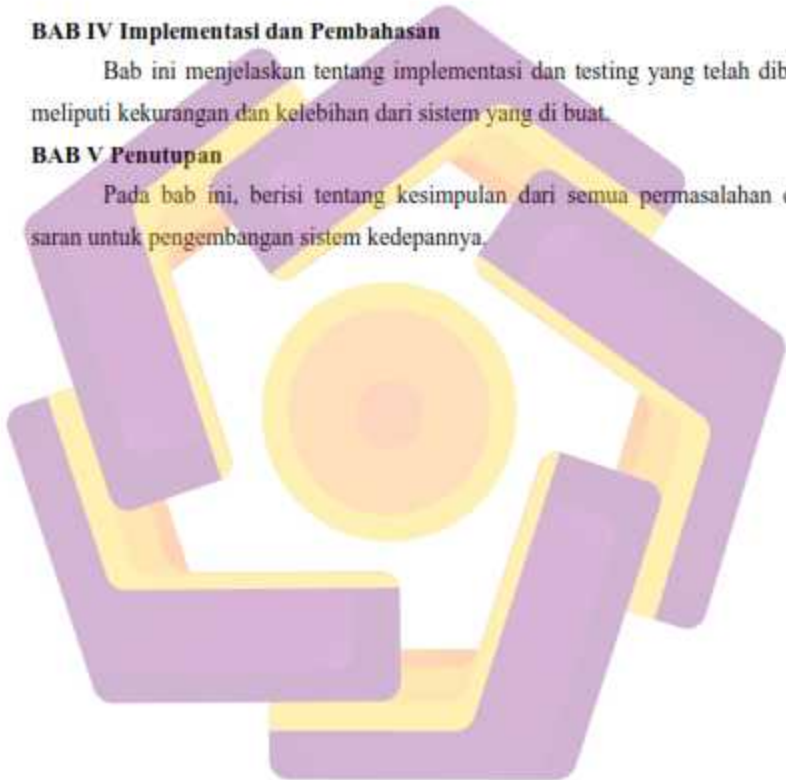 BAB IV Implementasi dan Pembahasan
Bab ini menjelaskan tentang implementasi dan testing yang telah
meliputi kekurangan dan kelebihan dari sistem yang di buat.
BAB V Penutupan
Pada bab ini, berisi tentang kesimpulan dari semua permasalahan
saran untuk pengembangan sistem kedepannya.